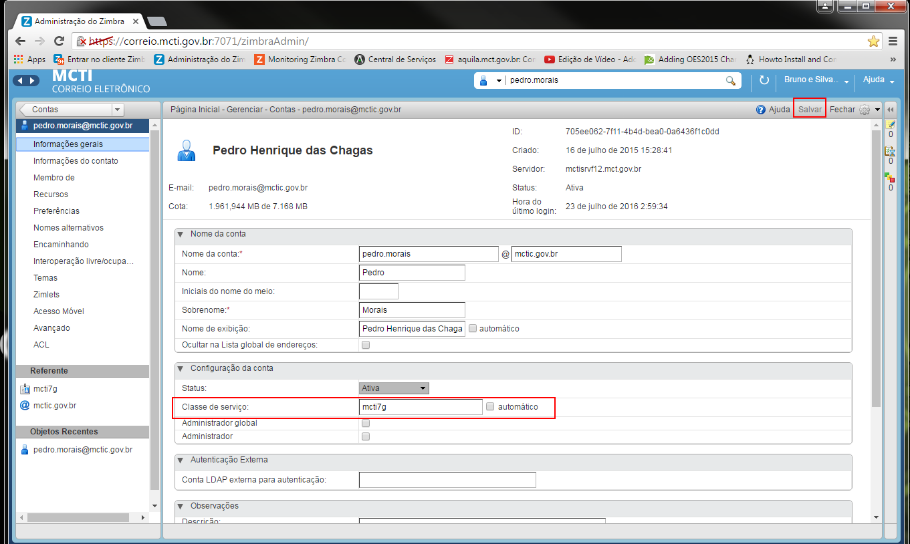 Administração do Zimbra
https://correio.mcti.gov.br:7071/zimbraAdmin/
Apps Entrar no cliente Zimb Administração do Zim Monitoring Zimbra Co Central de Serviços aquila.mct.gov.br: Con Edição de Vídeo - Ado Adding OES2015 Chan Howto Install and Con
MCTI
CORREIO ELETRÔNICO
pedro.morais
Bruno e Silva..
Ajuda
Contas
Página Inicial - Gerenciar - Contas - pedro.morais@mctic.gov.br
Ajuda Salvar Fechar
pedro.morais@mctic.gov.br
Informações gerais
Informações do contato
Membro de
Recursos
Preferências
Nomes alternativos
Encaminhando
Interoperação livre/ocupa...
Temas
Zimlets
Acesso Móvel
Avançado
ACL
Referente
mcti7g
mctic.gov.br
Objetos Recentes
pedro.morais@mctic.gov.br
Pedro Henrique das Chagas
ID: 705ee062-7f11-4b4d-bea0-0a6436f1c0dd
Criado: 16 de julho de 2015 15:28:41
Servidor: mctisrvf12.mct.gov.br
E-mail: pedro.morais@mctic.gov.br
Status: Ativa
Cota: 1.961,944 MB de 7.168 MB
Hora do
último login: 23 de julho de 2016 2:59:34
Nome da conta
Nome da conta:* pedro.morais @ mctic.gov.br
Nome: Pedro
Iniciais do nome do meio:
Sobrenome:* Morais
Nome de exibição: Pedro Henrique das Chaga automático
Ocultar na Lista global de endereços:
Configuração da conta
Status: Ativa
Classe de serviço: mcti7g automático
Administrador global
Administrador
Autenticação Externa
Conta LDAP externa para autenticação:
Observações
Descrição:
0
0
0